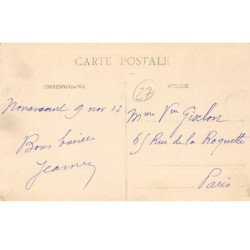 CARTE POSTALE
CORRESPONDANCE
ADRESSE
27
Nonancourt 9 nov 13
Bons baisers
Jeanne
Mme Vve Gislon
65 Rue de la Roquette
Paris